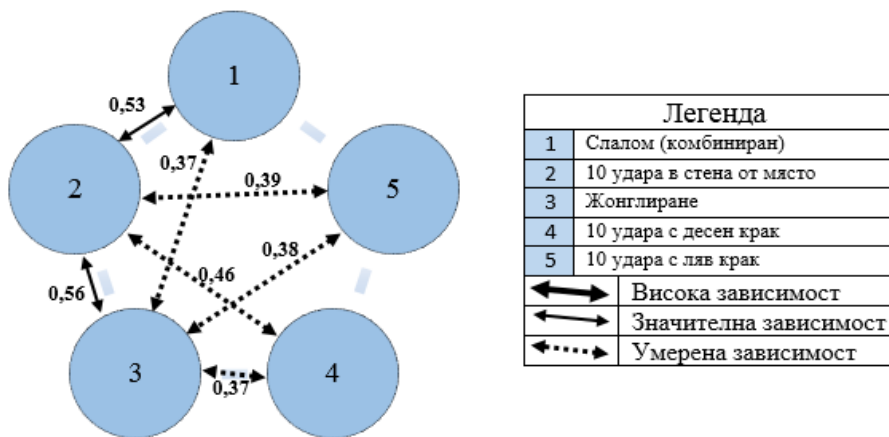 1
0,53
0,37
2
0,39
5
0,38
0,46
0,56
3
0,37
4
Легенда
1 Слалом (комбиниран)
2 10 удара в стена от място
3 Жонглиране
4 10 удара с десен крак
5 10 удара с ляв крак
Висока зависимост
Значителна зависимост
Умерена зависимост